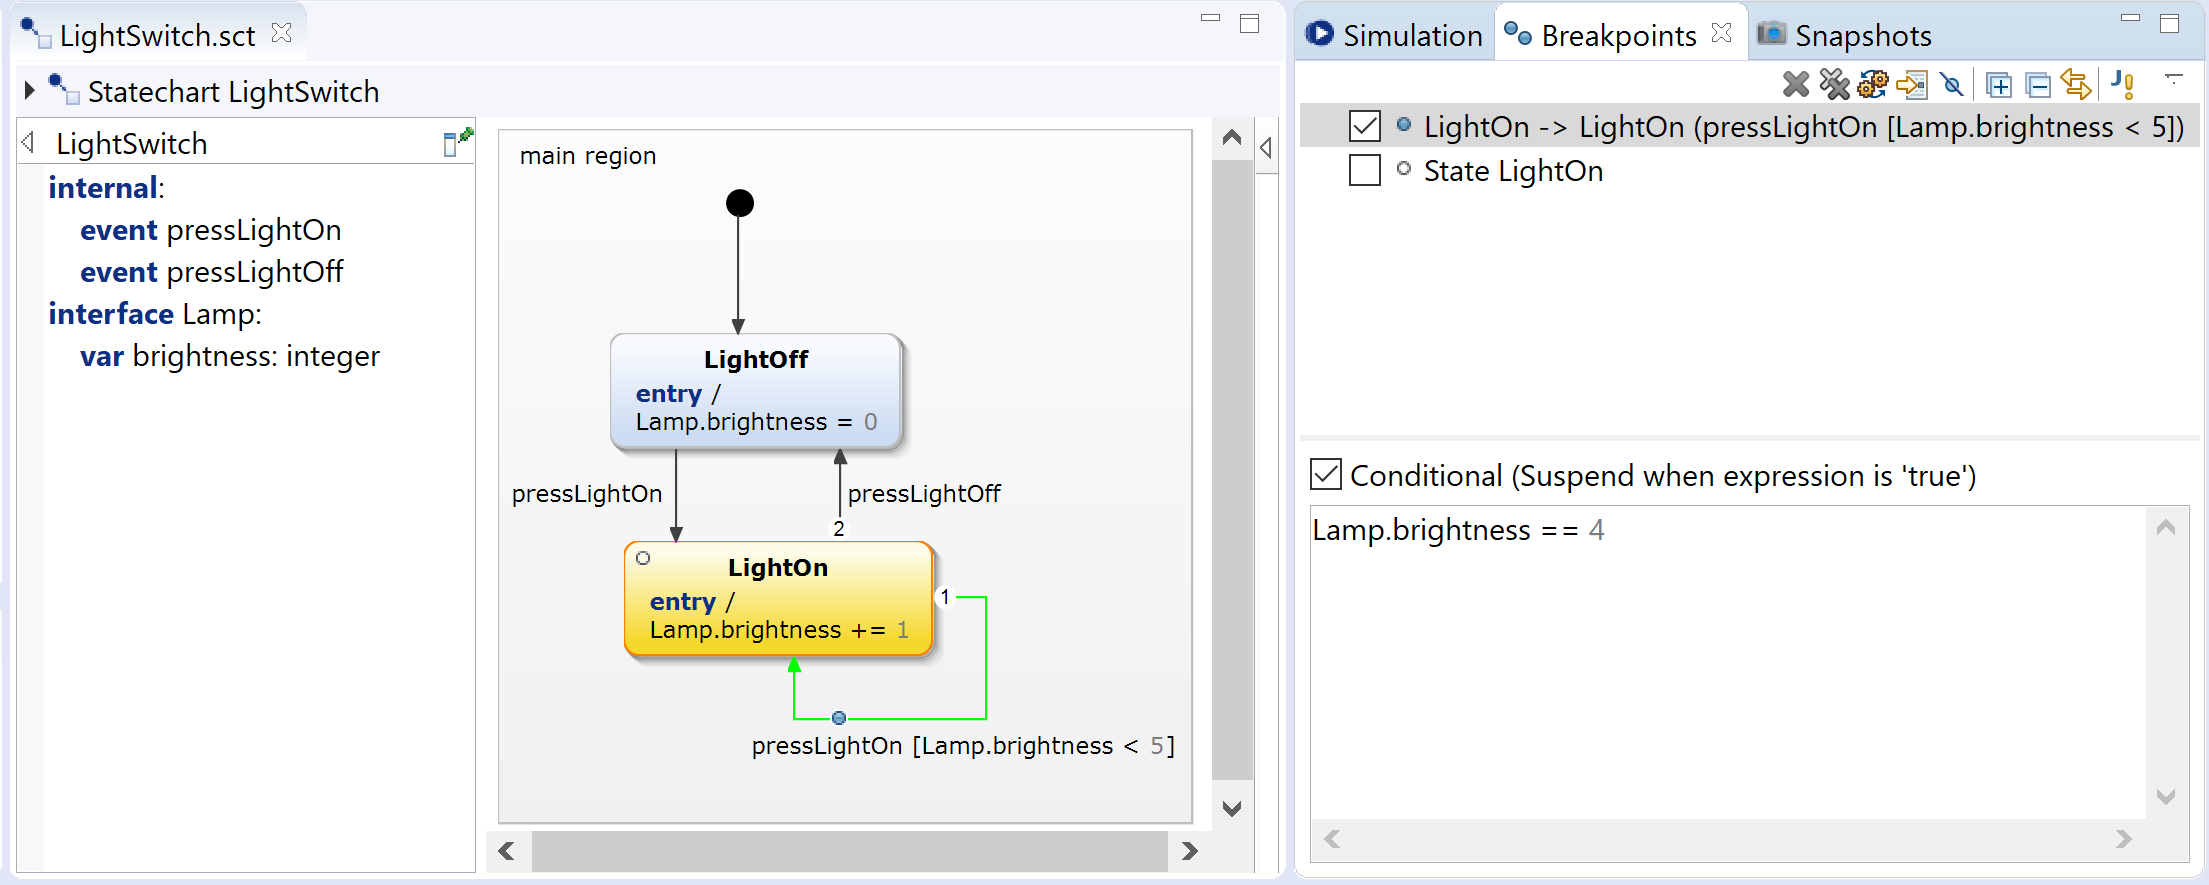 LightSwitch.sct
Statechart LightSwitch
LightSwitch
internal:
event pressLightOn
event pressLightOff
interface Lamp:
var brightness: integer
main region
LightOff
entry /
Lamp.brightness = 0
pressLightOn
pressLightOff
2
LightOn
entry /
Lamp.brightness += 1
1
pressLightOn [Lamp.brightness < 5]
Simulation
Breakpoints
Snapshots
J!
LightOn -> LightOn (pressLightOn [Lamp.brightness < 5])
State LightOn
Conditional (Suspend when expression is 'true')
Lamp.brightness == 4